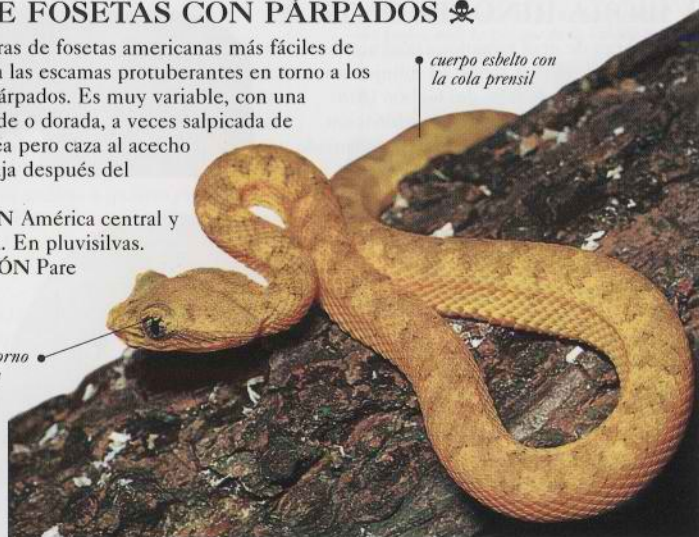 E FOSETAS CON PÁRPADOS ☠
ras de fosetas americanas más fáciles de
a las escamas protuberantes en torno a los
árpados. Es muy variable, con una
de o dorada, a veces salpicada de
ea pero caza al acecho
ja después del
N América central y
. En pluvisilvas.
ÓN Pare
cuerpo esbelto con
la cola prensil
orno